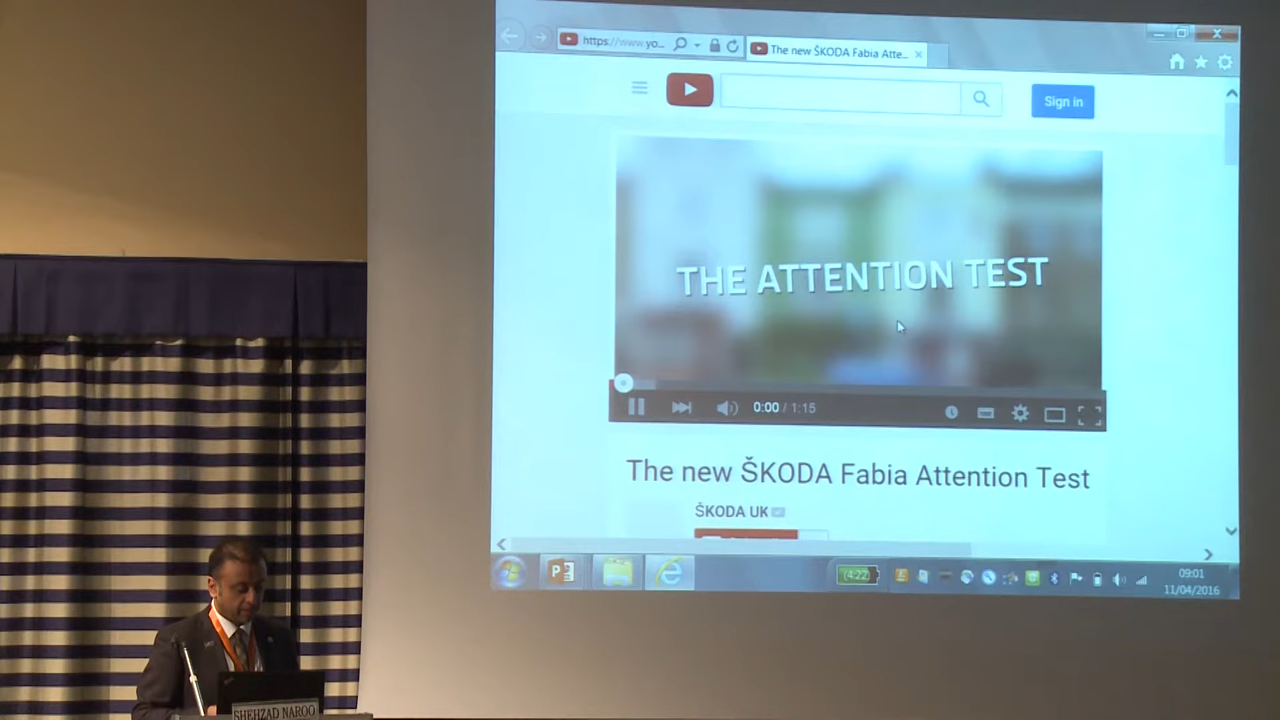 https://www.yo...
The new ŠKODA Fabia Atte...
Sign in
THE ATTENTION TEST
0:00 / 1:15
The new ŠKODA Fabia Attention Test
ŠKODA UK
(4:22)
09:01
11/04/2016
SHEHZAD NAROO